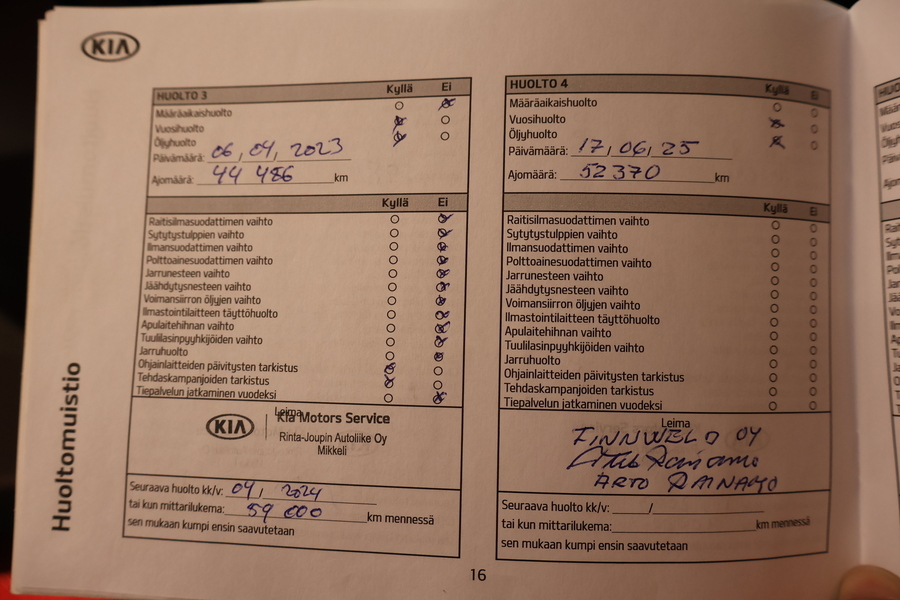 KIA
HUOLTO 3 Kyllä Ei
Määräaikaishuolto
Vuosihuolto
Öljyhuolto
Päivämäärä: 06, 04, 2023
Ajomäärä: 44 486 km
Kyllä Ei
Raitisilmasuodattimen vaihto
Sytytystulppien vaihto
Ilmansuodattimen vaihto
Polttoainesuodattimen vaihto
Jarrunesteen vaihto
Jäähdytysnesteen vaihto
Voimansiirron öljyjen vaihto
Ilmastointilaitteen täyttöhuolto
Apulaitehihnan vaihto
Tuulilasinpyyhkijöiden vaihto
Jarruhuolto
Ohjainlaitteiden päivitysten tarkistus
Tehdaskampanjoiden tarkistus
Tiepalvelun jatkaminen vuodeksi
Leima
KIA Kia Motors Service
Rinta-Joupin Autoliike Oy
Mikkeli
Seuraava huolto kk/v: 04, 2024
tai kun mittarilukema: 59 000 km mennessä
sen mukaan kumpi ensin saavutetaan
HUOLTO 4 Kyllä Ei
Määräaikaishuolto
Vuosihuolto
Öljyhuolto
Päivämäärä: 17, 06, 25
Ajomäärä: 52 370 km
Kyllä Ei
Raitisilmasuodattimen vaihto
Sytytystulppien vaihto
Ilmansuodattimen vaihto
Polttoainesuodattimen vaihto
Jarrunesteen vaihto
Jäähdytysnesteen vaihto
Voimansiirron öljyjen vaihto
Ilmastointilaitteen täyttöhuolto
Apulaitehihnan vaihto
Tuulilasinpyyhkijöiden vaihto
Jarruhuolto
Ohjainlaitteiden päivitysten tarkistus
Tehdaskampanjoiden tarkistus
Tiepalvelun jatkaminen vuodeksi
Leima
FINNWELD OY
ARTO
Seuraava huolto kk/v: /
tai kun mittarilukema: km mennessä
sen mukaan kumpi ensin saavutetaan
Huoltomuistio
16